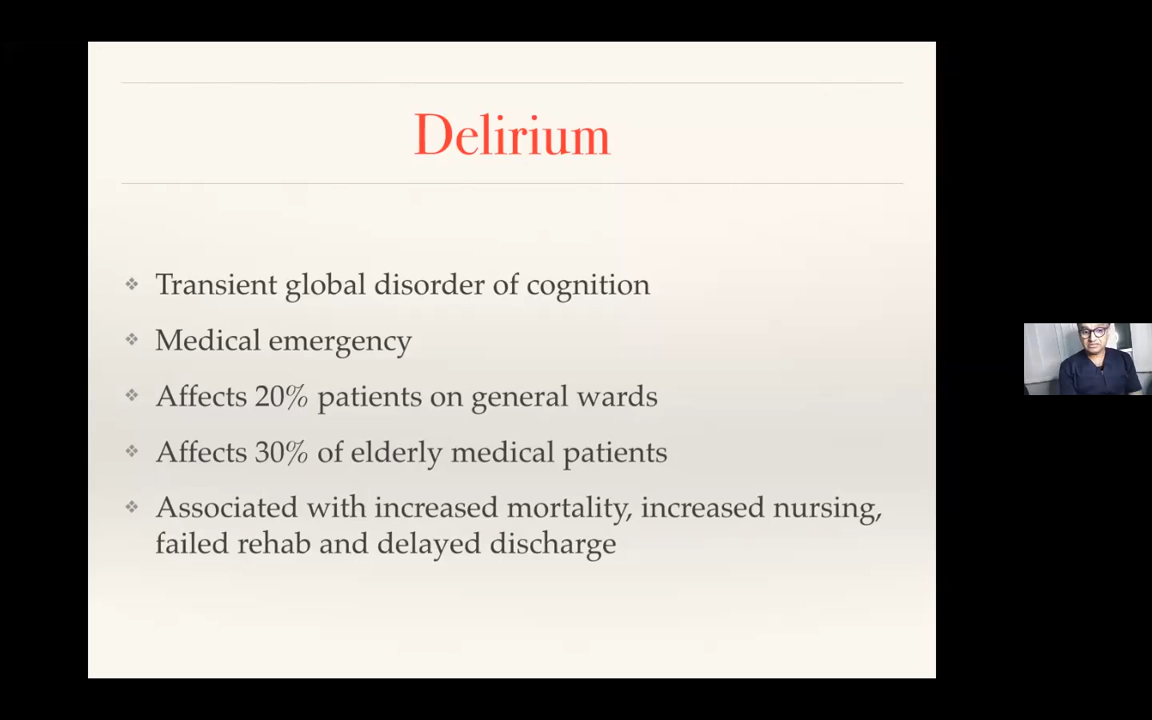 Delirium
Transient global disorder of cognition
Medical emergency
Affects 20% patients on general wards
Affects 30% of elderly medical patients
Associated with increased mortality, increased nursing,
failed rehab and delayed discharge